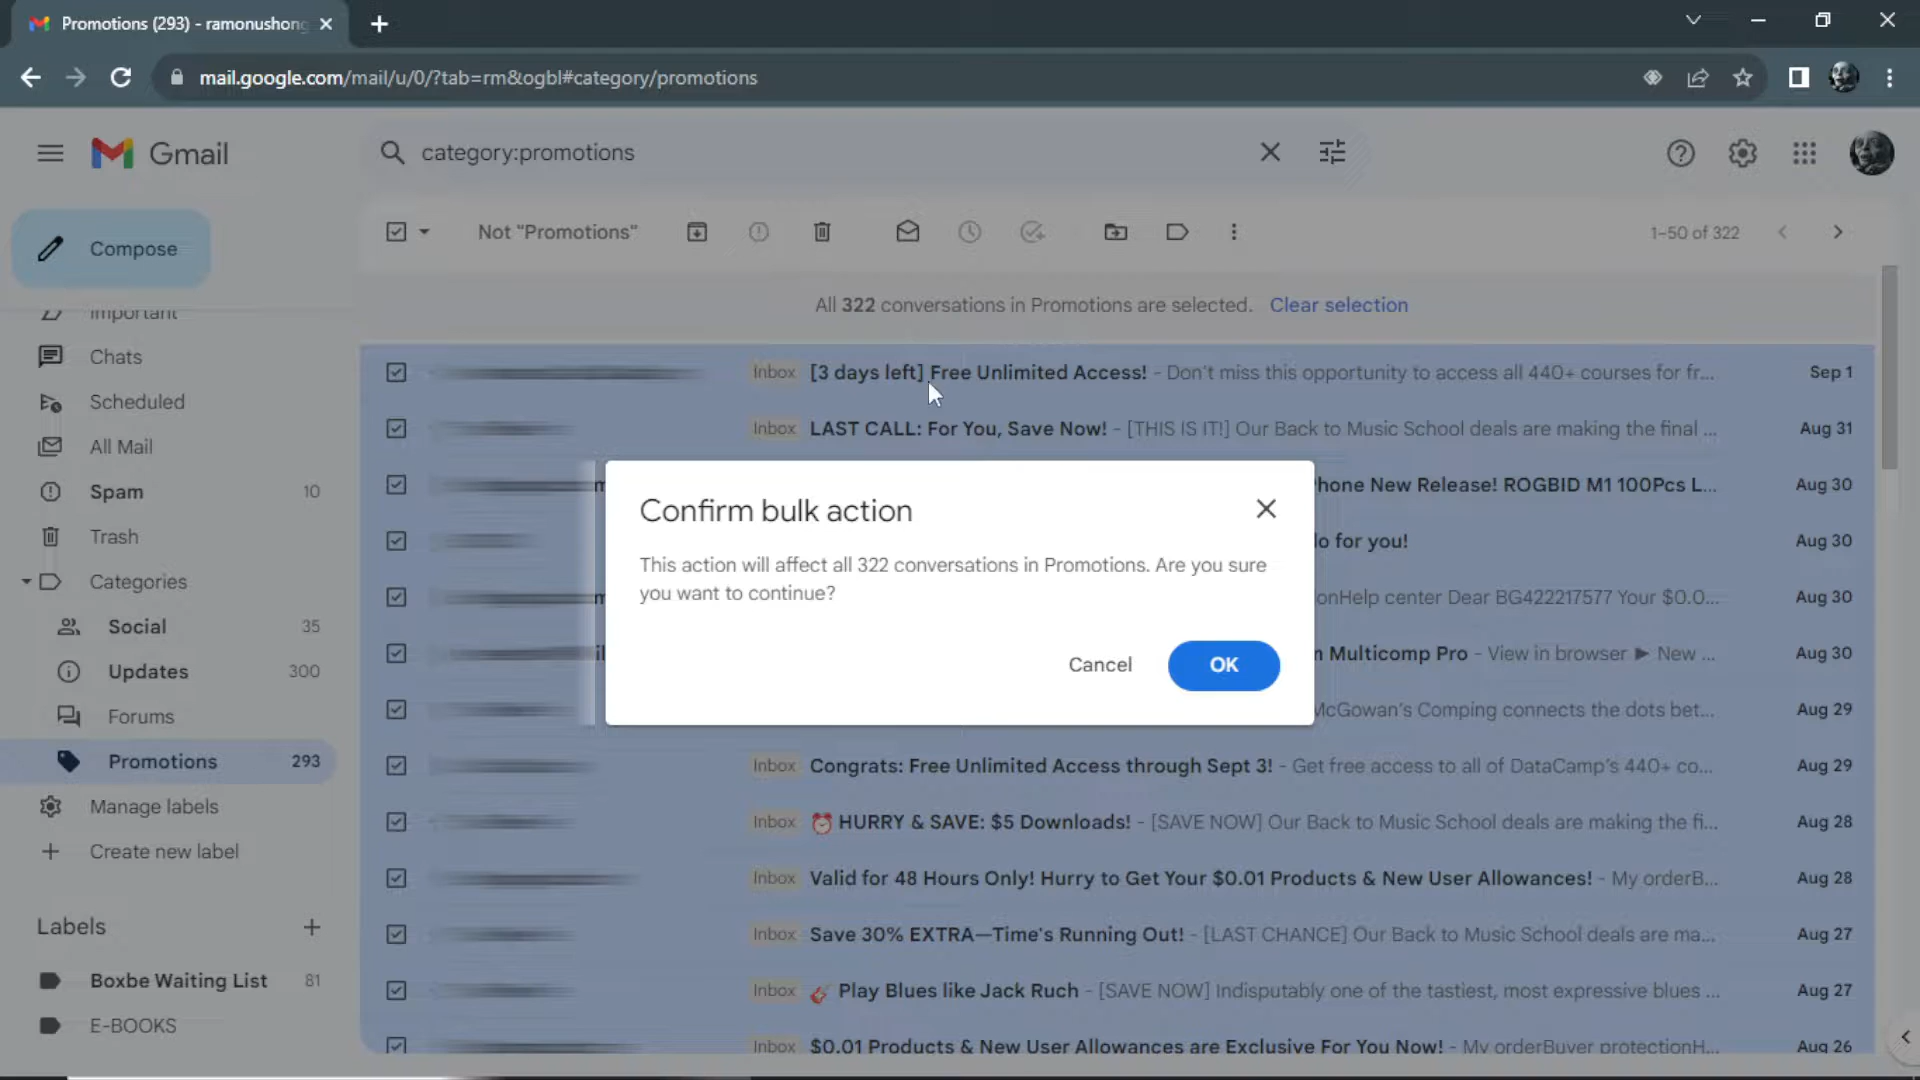 Promotions (293) - ramonushong
mail.google.com/mail/u/0/?tab=rm&ogbl#category/promotions
Gmail
category:promotions
Compose
Not "Promotions"
1–50 of 322
All 322 conversations in Promotions are selected. Clear selection
Important
Chats
Scheduled
All Mail
Spam 10
Trash
Categories
Social 35
Updates 300
Forums
Promotions 293
Manage labels
Create new label
Labels
Boxbe Waiting List 81
E-BOOKS
Inbox [3 days left] Free Unlimited Access! - Don't miss this opportunity to access all 440+ courses for fr... Sep 1
Inbox LAST CALL: For You, Save Now! - [THIS IS IT!] Our Back to Music School deals are making the final ... Aug 31
hone New Release! ROGBID M1 100Pcs L... Aug 30
lo for you! Aug 30
onHelp center Dear BG422217577 Your $0.0... Aug 30
Multicomp Pro - View in browser ► New ... Aug 30
McGowan's Comping connects the dots bet... Aug 29
Inbox Congrats: Free Unlimited Access through Sept 3! - Get free access to all of DataCamp's 440+ co... Aug 29
Inbox ⏰ HURRY & SAVE: $5 Downloads! - [SAVE NOW] Our Back to Music School deals are making the fi... Aug 28
Inbox Valid for 48 Hours Only! Hurry to Get Your $0.01 Products & New User Allowances! - My orderB... Aug 28
Inbox Save 30% EXTRA—Time's Running Out! - [LAST CHANCE] Our Back to Music School deals are ma... Aug 27
Inbox 🎸 Play Blues like Jack Ruch - [SAVE NOW] Indisputably one of the tastiest, most expressive blues ... Aug 27
Inbox $0.01 Products & New User Allowances are Exclusive For You Now! - My orderBuyer protectionH... Aug 26
Confirm bulk action
This action will affect all 322 conversations in Promotions. Are you sure
you want to continue?
Cancel
OK